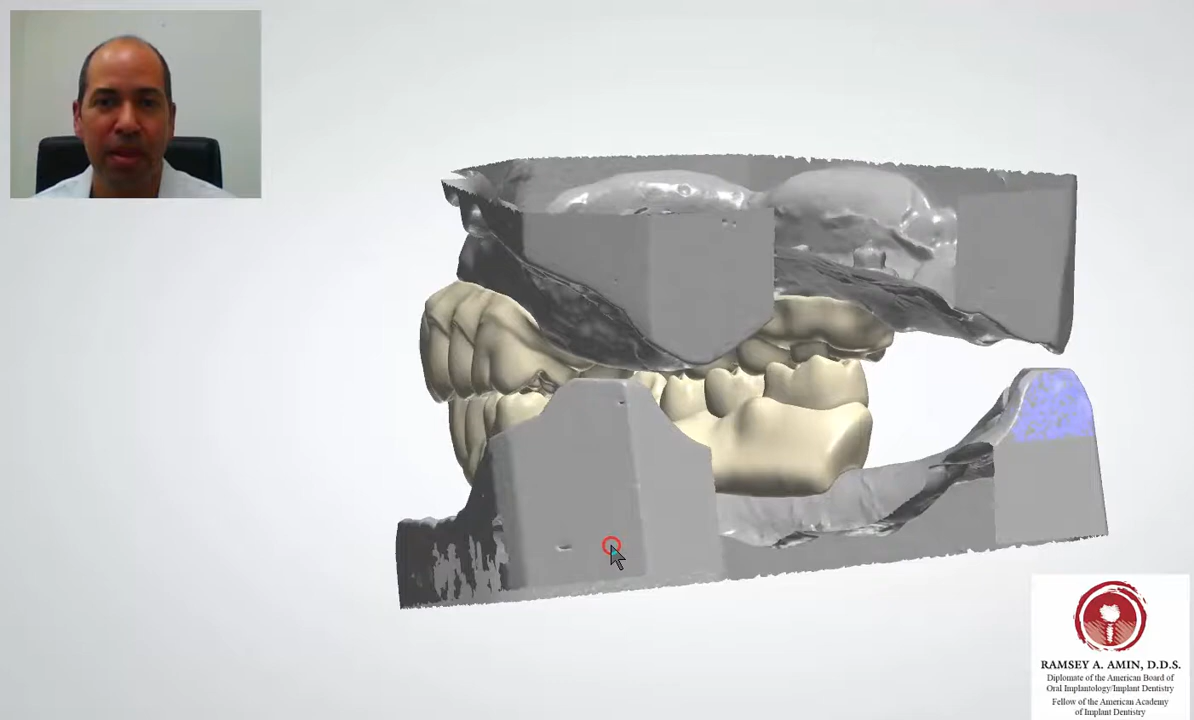 RAMSEY A. AMIN, D.D.S.
Diplomate of the American Board of
Oral Implantology/Implant Dentistry
Fellow of the American Academy
of Implant Dentistry